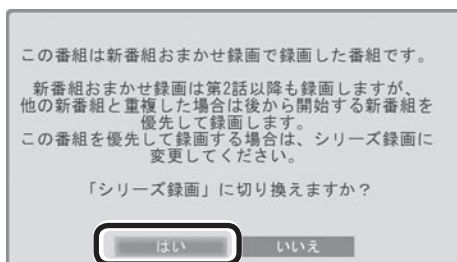 この番組は新番組おまかせ録画で録画した番組です。
新番組おまかせ録画は第2話以降も録画しますが、
他の新番組と重複した場合は後から開始する新番組を
優先して録画します。
この番組を優先して録画する場合は、シリーズ録画に
変更してください。
「シリーズ録画」に切り換えますか？
はい　いいえ